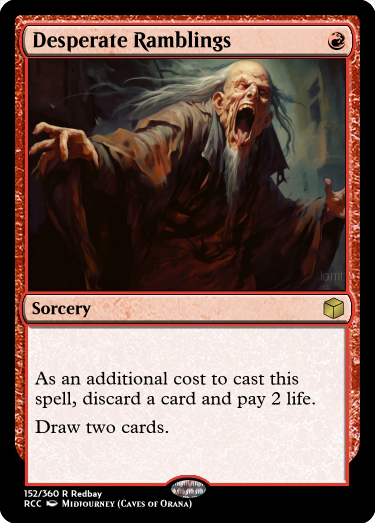 Desperate Ramblings
Sorcery
As an additional cost to cast this
spell, discard a card and pay 2 life.
Draw two cards.
152/360 R Redbay
RCC Midjourney (Caves of Orana)